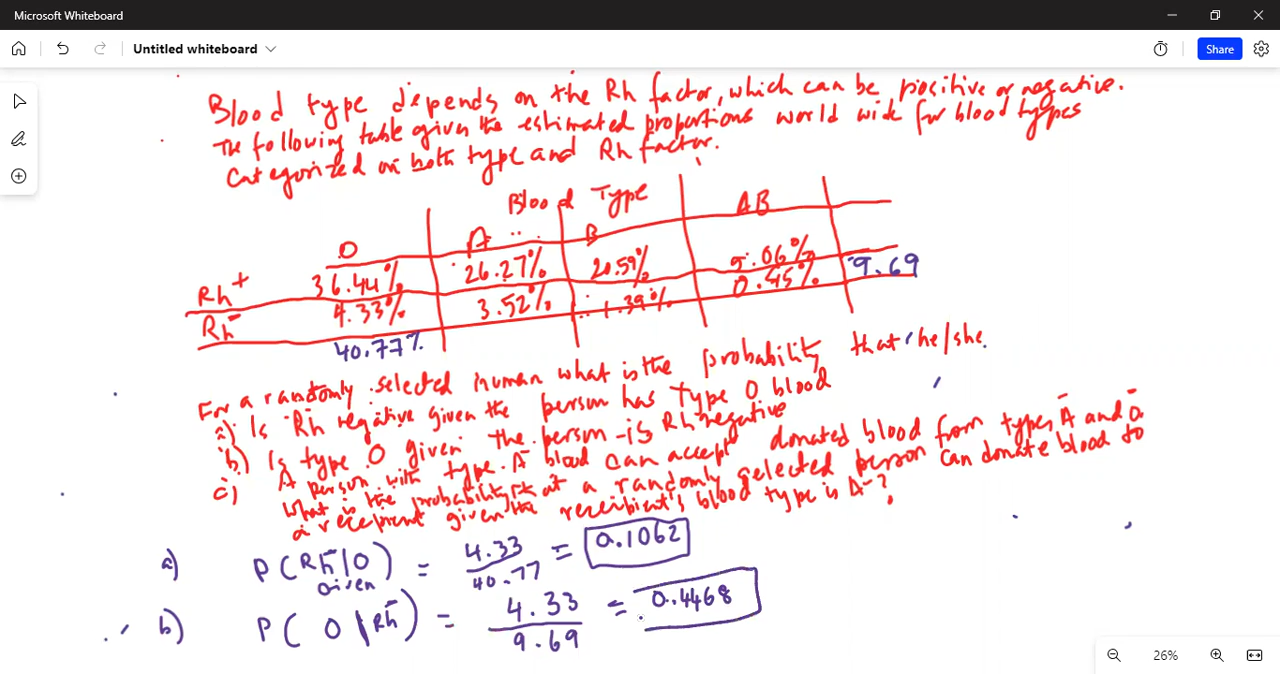 Microsoft Whiteboard
Untitled whiteboard
Share
Blood type depends on the Rh factor, which can be positive or negative.
The following table given the estimated proportions world wide for blood types
Categorized on both type and Rh factor.
Blood Type
O A B AB
Rh+ 36.44% 26.27% 20.59% 5.06%
Rh- 4.33% 3.52% 1.39% 0.45% 9.69
40.77%
For a randomly selected human what is the probability that he/she.
a) Is Rh negative given the person has Type O blood
b) Is type O given the person is Rh negative
c) A person with type A- blood can accept donated blood from types A- and O-.
What is the probability that a randomly selected person can donate blood to
a recepient given the recipient's blood type is A-?
a) P(Rh-|O) = 4.33/40.77 = 0.1062
Given
b) P(O|Rh-) = 4.33/9.69 = 0.4468
26%